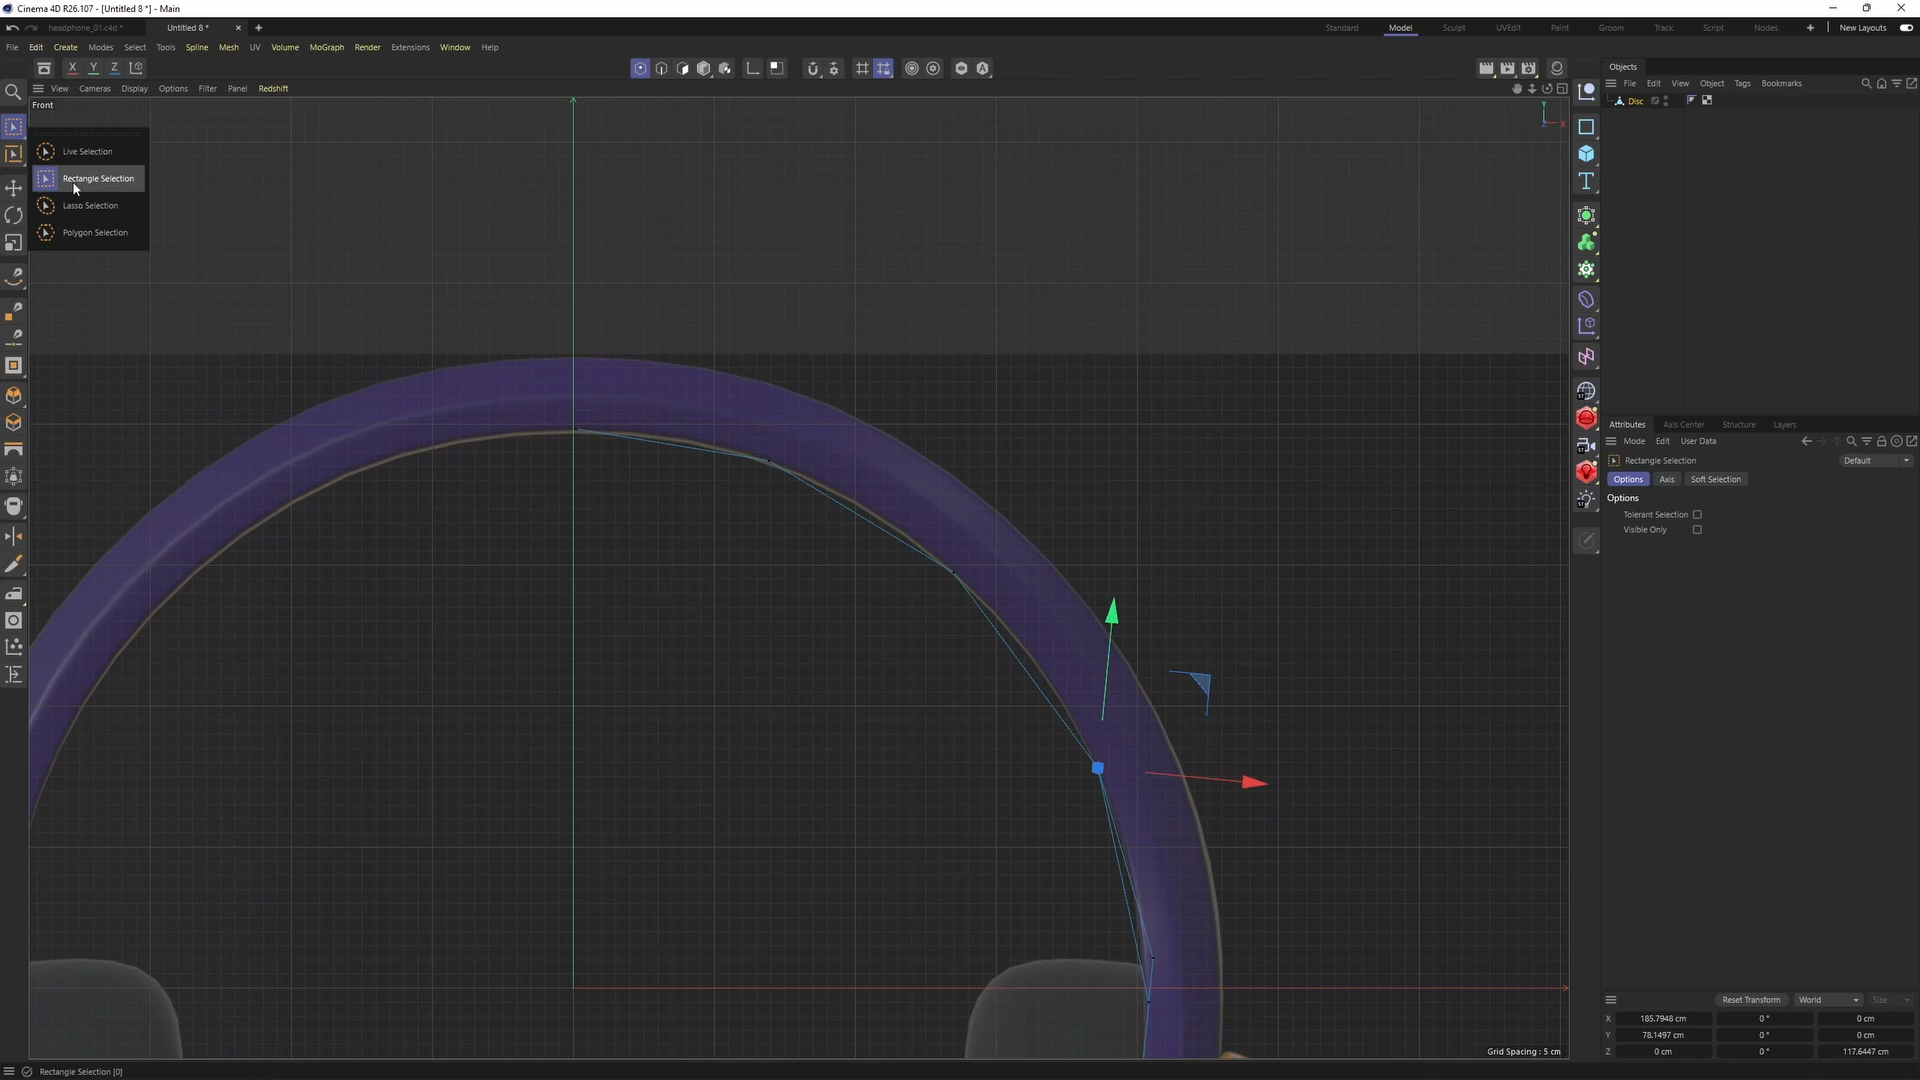 Cinema 4D R26.107 - [Untitled 8 *] - Main
headphone_01.c4d *
Untitled 8 *
Standard
Model
Sculpt
UVEdit
Paint
Groom
Track
Script
Nodes
New Layouts
File Edit Create Modes Select Tools Spline Mesh UV Volume MoGraph Render Extensions Window Help
X Y Z
Objects
View Cameras Display Options Filter Panel Redshift
File Edit View Object Tags Bookmarks
Front
Disc
Y
X
Z
Live Selection
Rectangle Selection
Lasso Selection
Polygon Selection
Attributes Axis Center Structure Layers
Mode Edit User Data
Rectangle Selection
Default
Options Axis Soft Selection
Options
Tolerant Selection
Visible Only
Reset Transform World Size
X 185.7948 cm 0 ° 0 cm
Y 78.1497 cm 0 ° 0 cm
Z 0 cm 0 ° 117.6447 cm
Grid Spacing : 5 cm
Rectangle Selection [0]